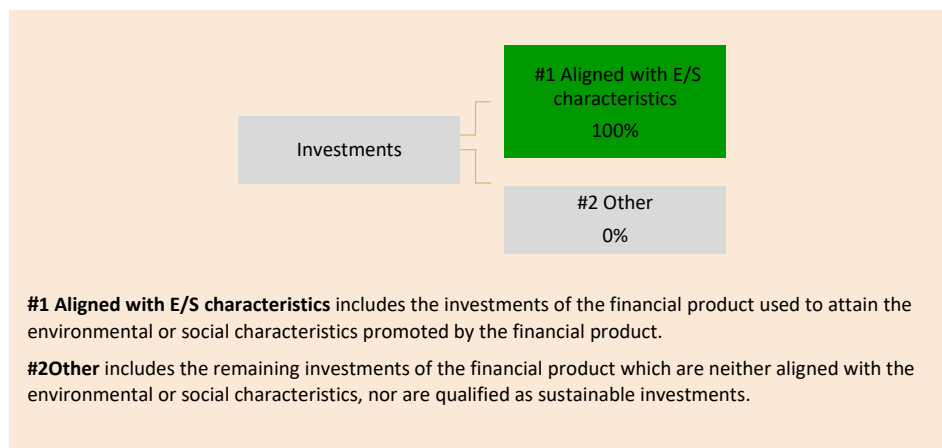 #1 Aligned with E/S
characteristics
100%
Investments
#2 Other
0%
#1 Aligned with E/S characteristics includes the investments of the financial product used to attain the
environmental or social characteristics promoted by the financial product.
#2Other includes the remaining investments of the financial product which are neither aligned with the
environmental or social characteristics, nor are qualified as sustainable investments.